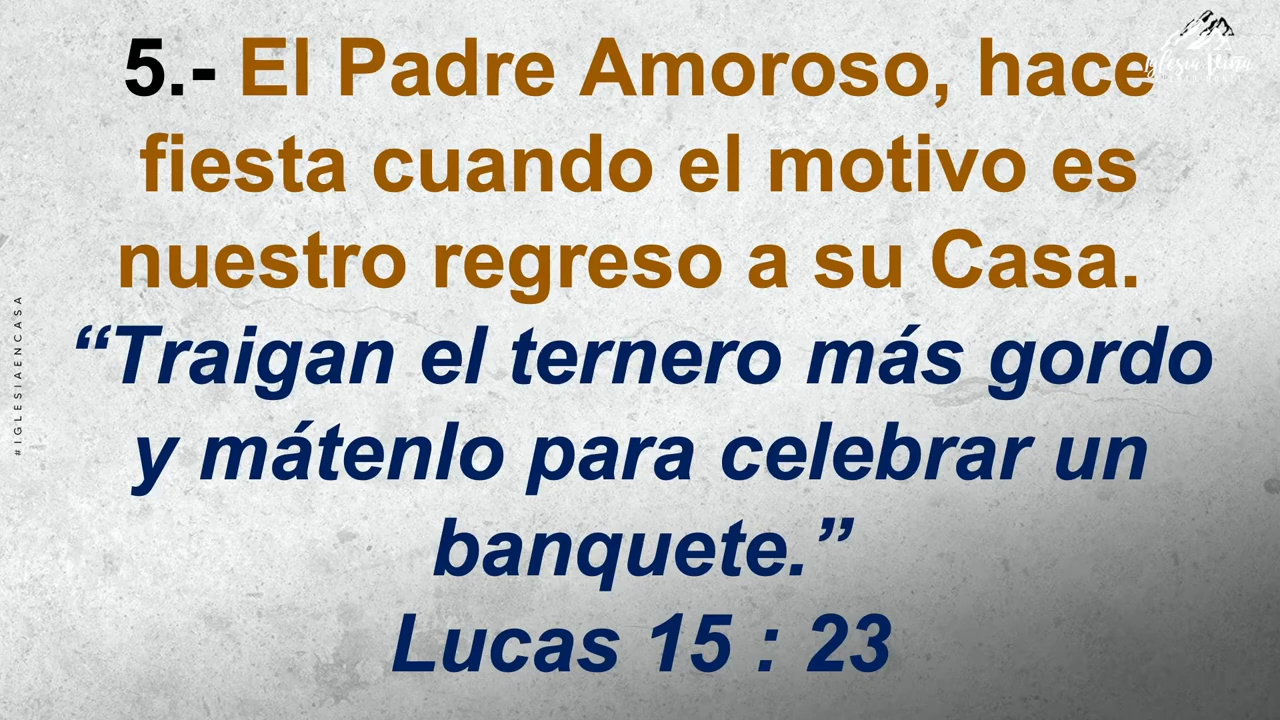 5.- El Padre Amoroso, hace
fiesta cuando el motivo es
nuestro regreso a su Casa.
“Traigan el ternero más gordo
y mátenlo para celebrar un
banquete.”
Lucas 15 : 23
#IGLESIAENCASA
Iglesia